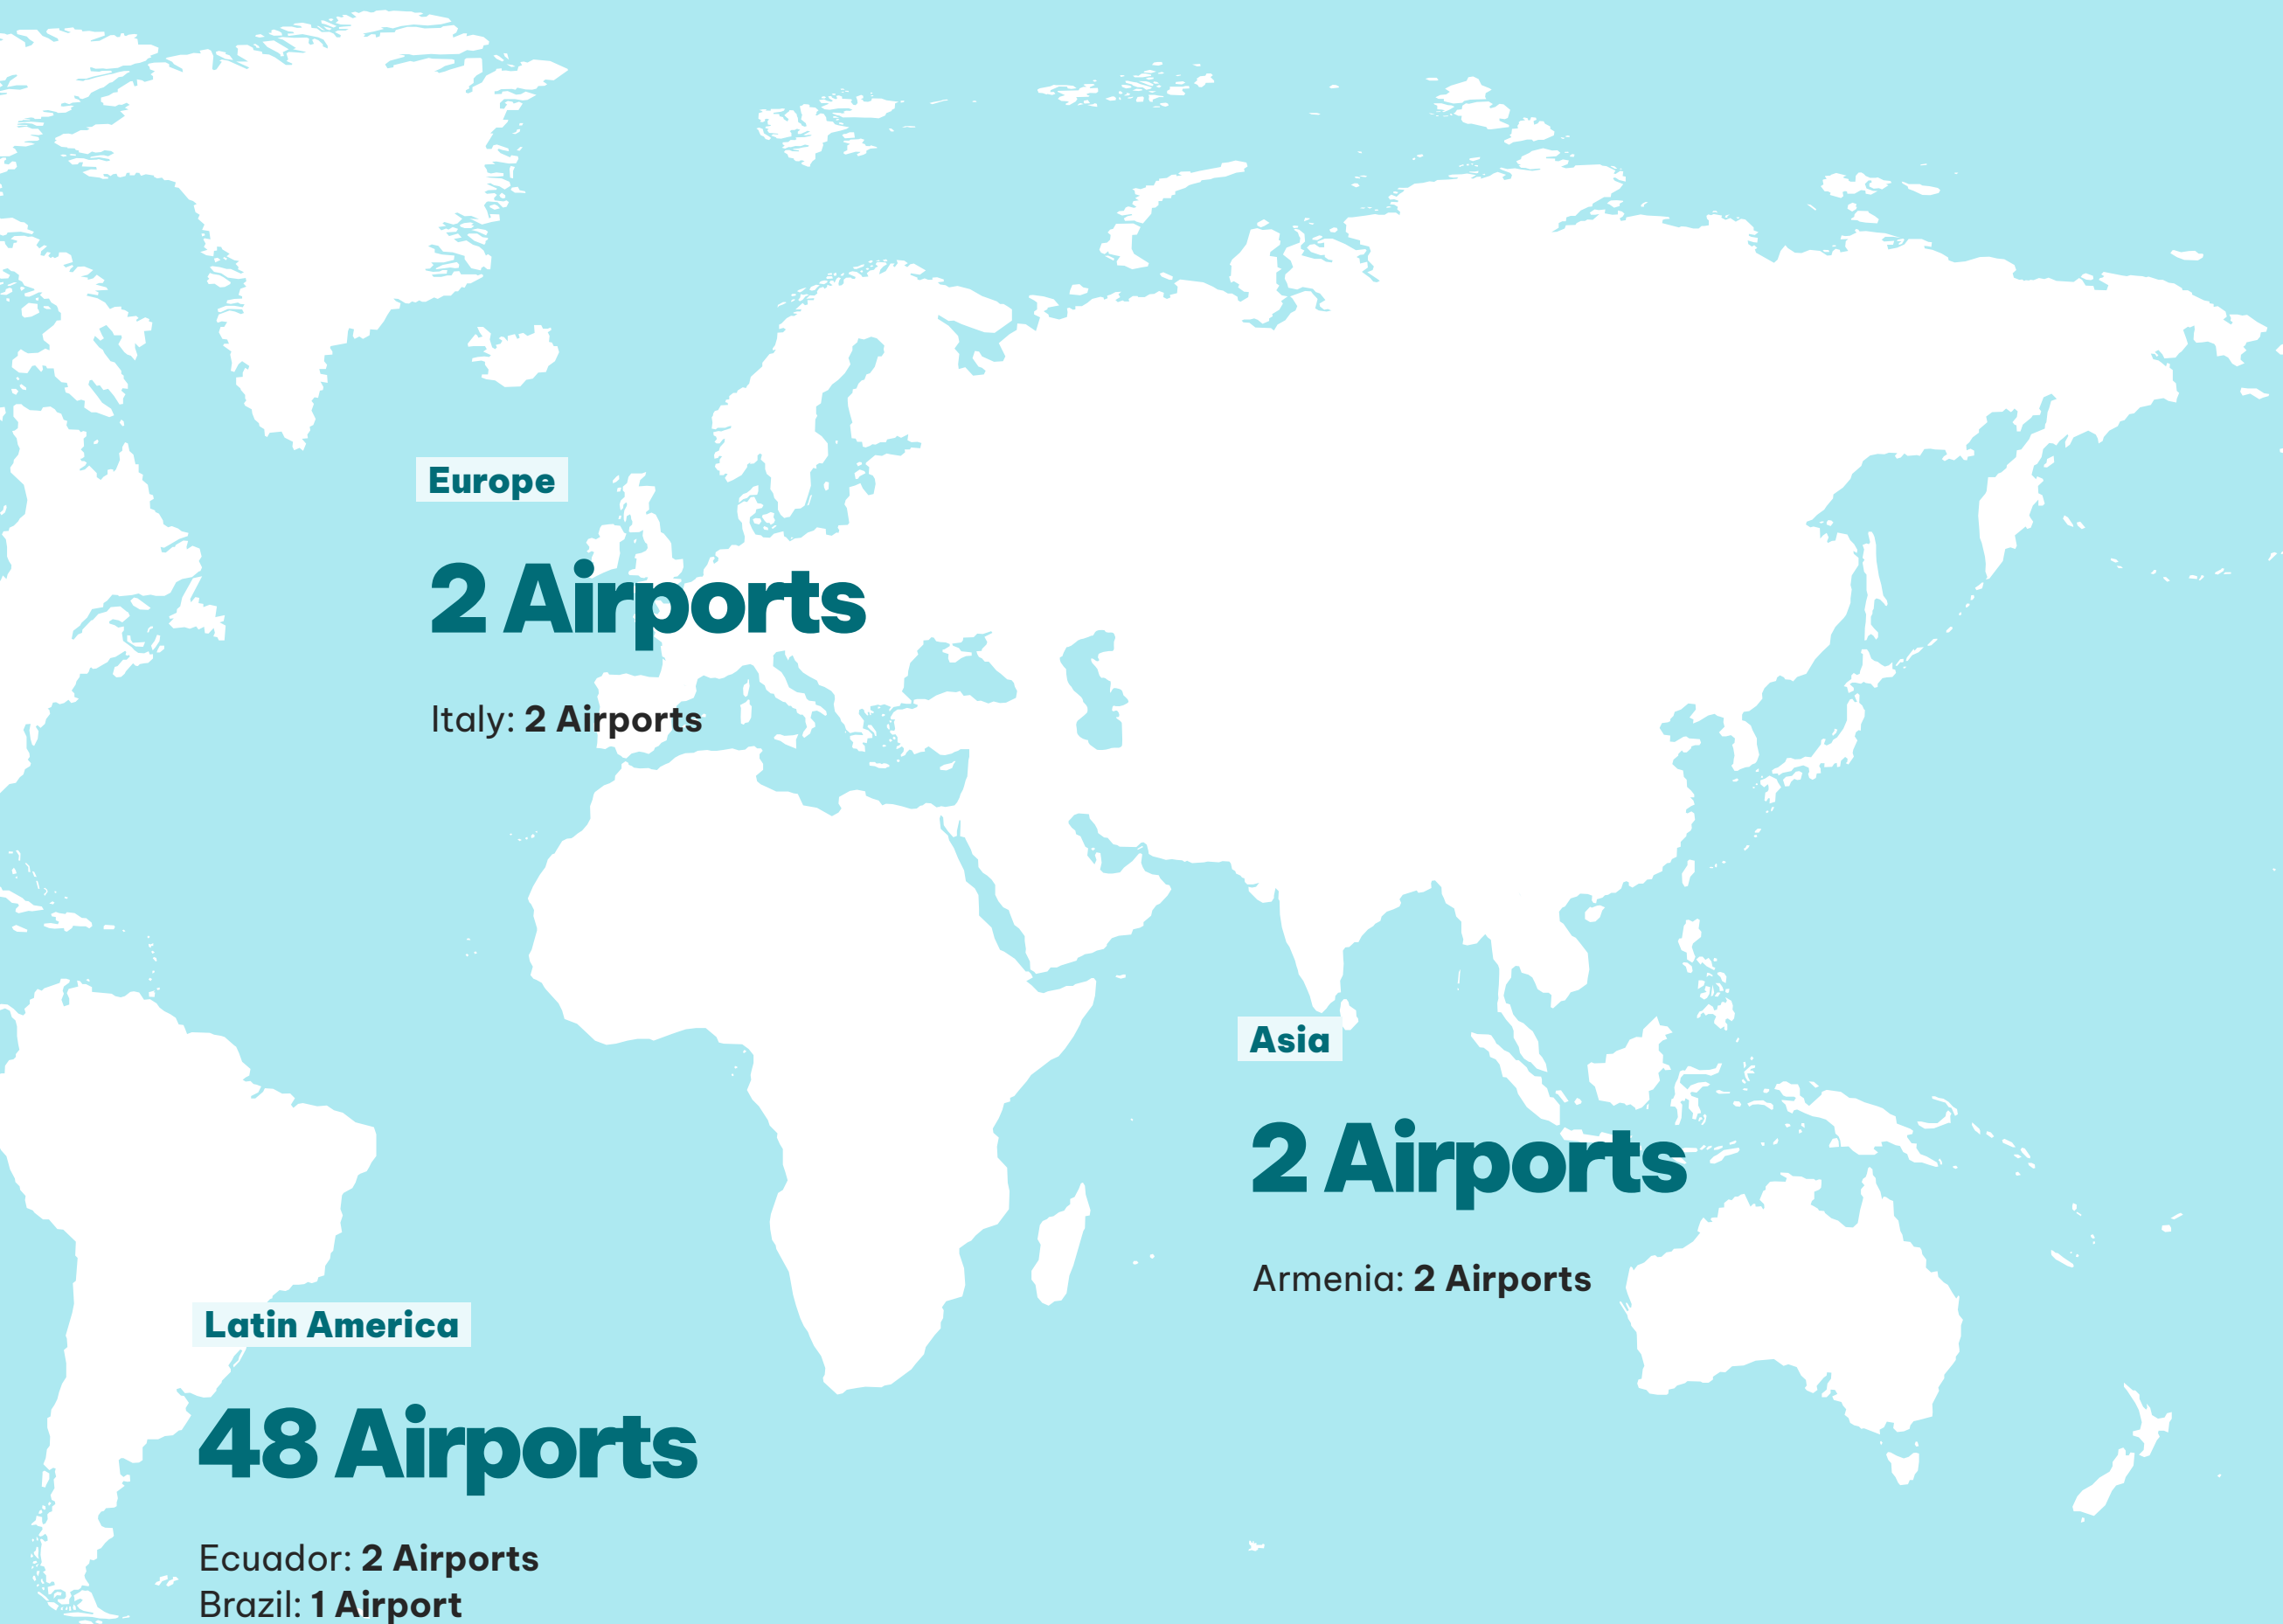 Europe
2 Airports
Italy: 2 Airports
Asia
2 Airports
Armenia: 2 Airports
Latin America
48 Airports
Ecuador: 2 Airports
Brazil: 1 Airport